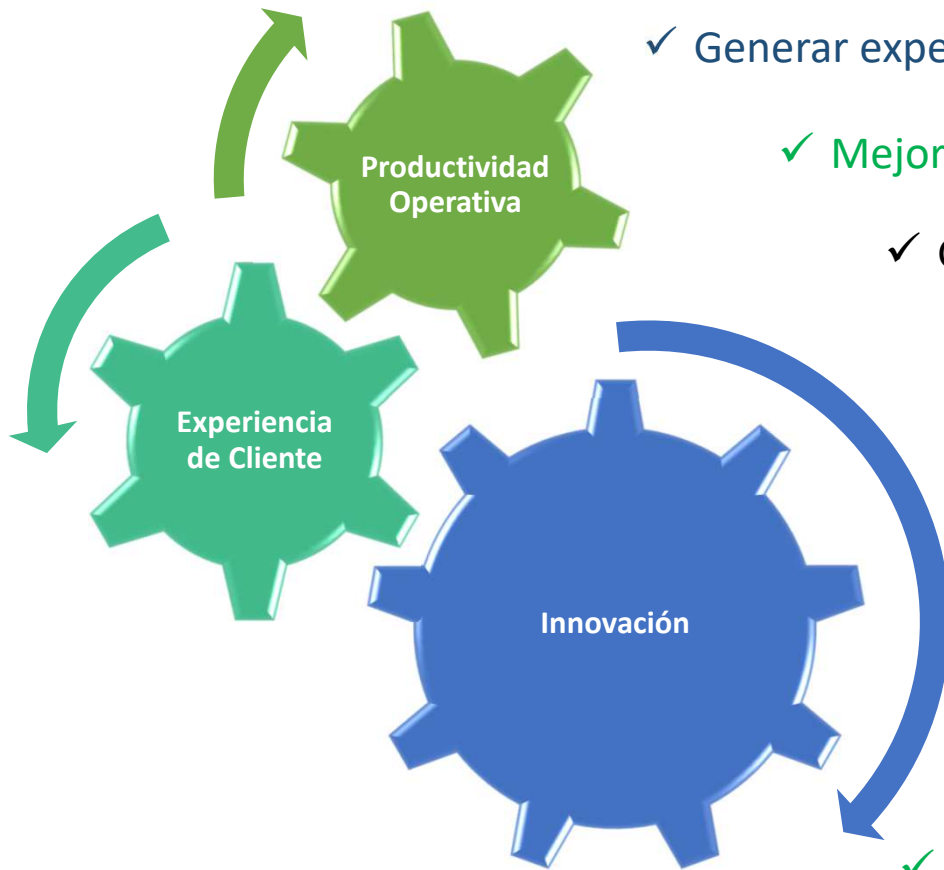 ✓ Generar expe
✓ Mejor
Productividad
Operativa
✓
Experiencia
de Cliente
Innovación
✓